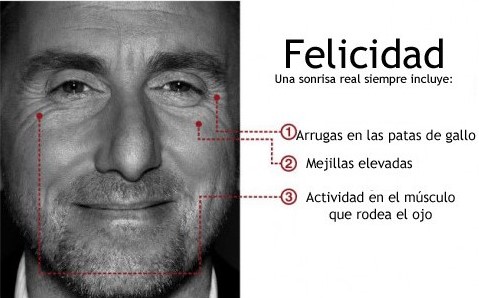 Felicidad
Una sonrisa real siempre incluye:
1 Arrugas en las patas de gallo
2 Mejillas elevadas
3 Actividad en el músculo
que rodea el ojo